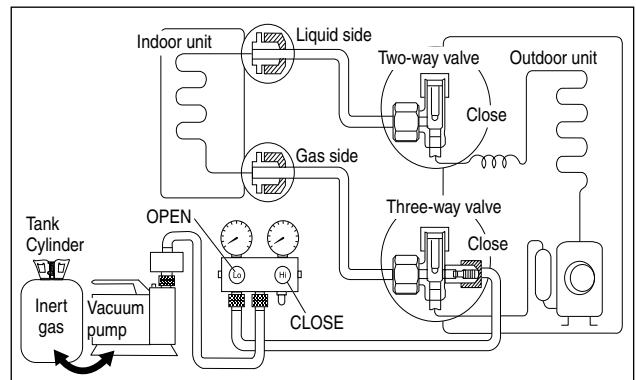 Indoor unit
Liquid side
Two-way valve
Outdoor unit
Close
Gas side
Three-way valve
Close
OPEN
Tank
Cylinder
Lo
Hi
Inert
gas
Vacuum
pump
CLOSE